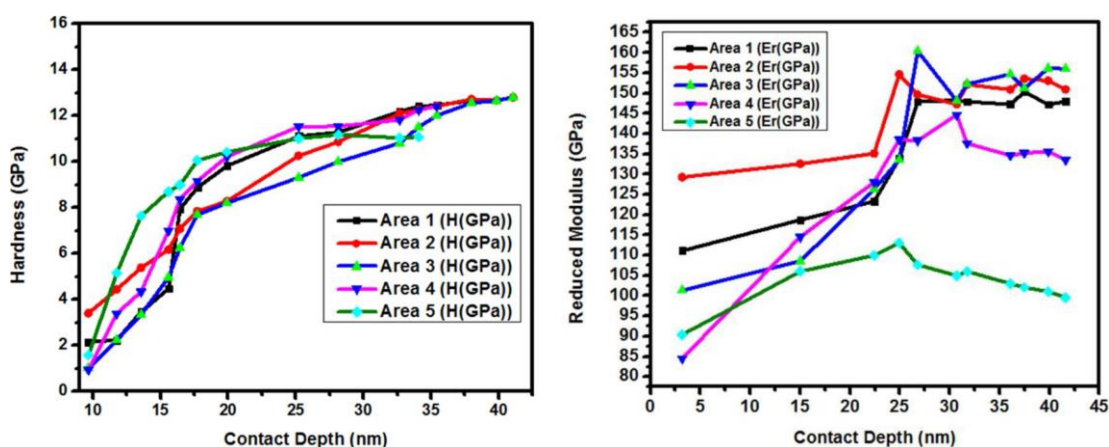 16
14
12
10
8
6
4
2
0
Hardness (GPa)
Area 1 (H(GPa))
Area 2 (H(GPa))
Area 3 (H(GPa))
Area 4 (H(GPa))
Area 5 (H(GPa))
10 15 20 25 30 35 40
Contact Depth (nm)
165
160
155
150
145
140
135
130
125
120
115
110
105
100
95
90
85
80
Reduced Modulus (GPa)
Area 1 (Er(GPa))
Area 2 (Er(GPa))
Area 3 (Er(GPa))
Area 4 (Er(GPa))
Area 5 (Er(GPa))
0 5 10 15 20 25 30 35 40 45
Contact Depth (nm)